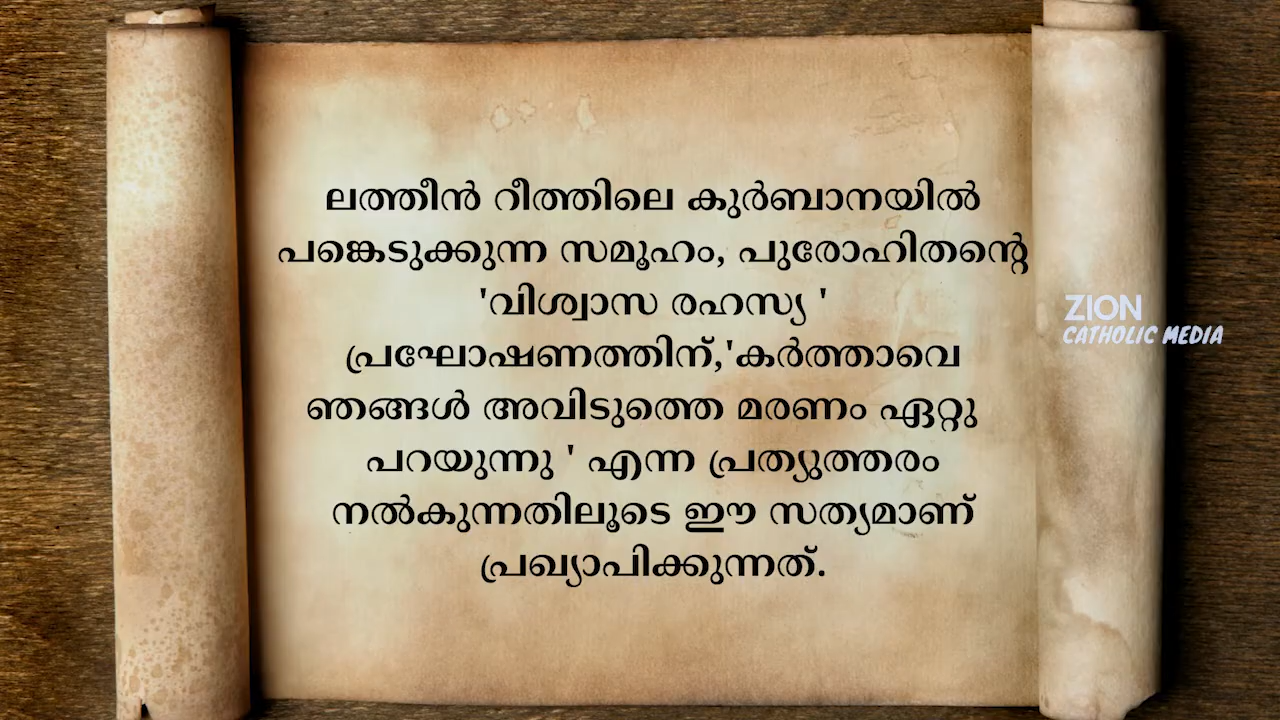 ലത്തീൻ റീത്തിലെ കുർബാനയിൽ
പങ്കെടുക്കുന്ന സമൂഹം, പുരോഹിതന്റെ
'വിശ്വാസ രഹസ്യ '
പ്രഘോഷണത്തിന്,'കർത്താവെ
ഞങ്ങൾ അവിടുത്തെ മരണം ഏറ്റു
പറയുന്നു ' എന്ന പ്രത്യുത്തരം
നൽകുന്നതിലൂടെ ഈ സത്യമാണ്
പ്രഖ്യാപിക്കുന്നത്.
ZION
CATHOLIC MEDIA